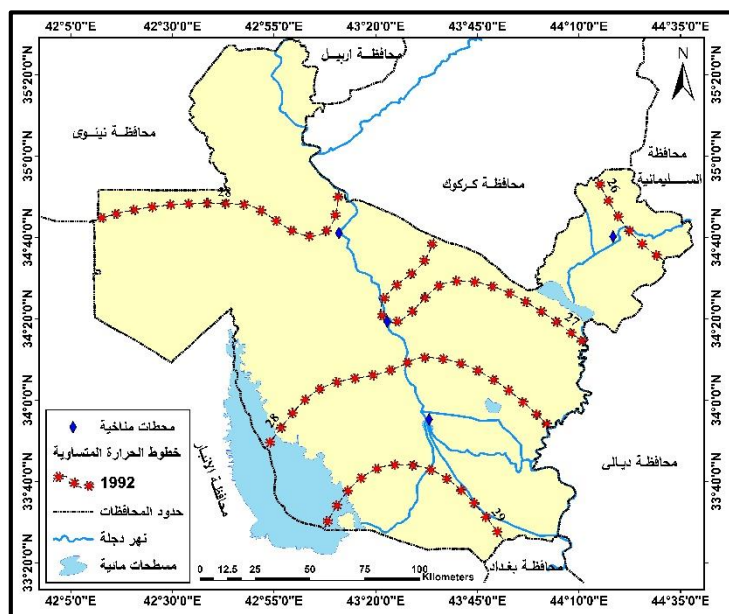 42°5'0"E 42°30'0"E 42°55'0"E 43°20'0"E 43°45'0"E 44°10'0"E 44°35'0"E
N
محافظة اربيل
35°20'0"N
35°20'0"N
محافظة نينوى
محافظة
السليمانية
35°0'0"N
35°0'0"N
محافظة كركوك
28
26
34°40'0"N
34°40'0"N
34°20'0"N
27
34°20'0"N
34°0'0"N
34°0'0"N
28
محطات مناخية
خطوط الحرارة المتساوية
1992
حدود المحافظات
نهر دجلة
مسطحات مائية
محافظة الانبار
محافظة ديالى
33°40'0"N
33°40'0"N
29
محافظة بغداد
33°20'0"N
33°20'0"N
0 12.5 25 50 75 100
Kilometers
42°5'0"E 42°30'0"E 42°55'0"E 43°20'0"E 43°45'0"E 44°10'0"E 44°35'0"E